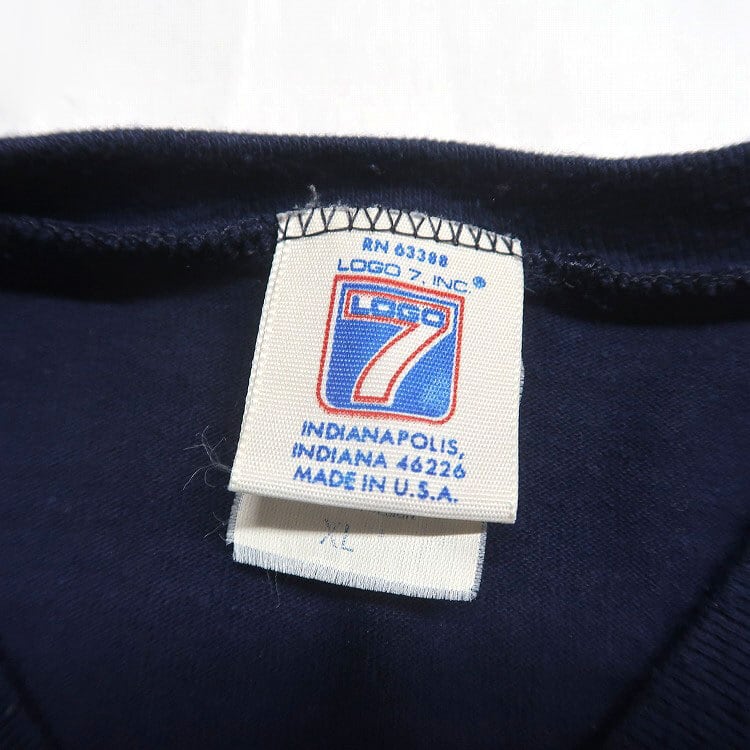 RN 63388
LOGO 7, INC.®
LOGO
7
INDIANAPOLIS,
INDIANA 46226
MADE IN U.S.A.
XL